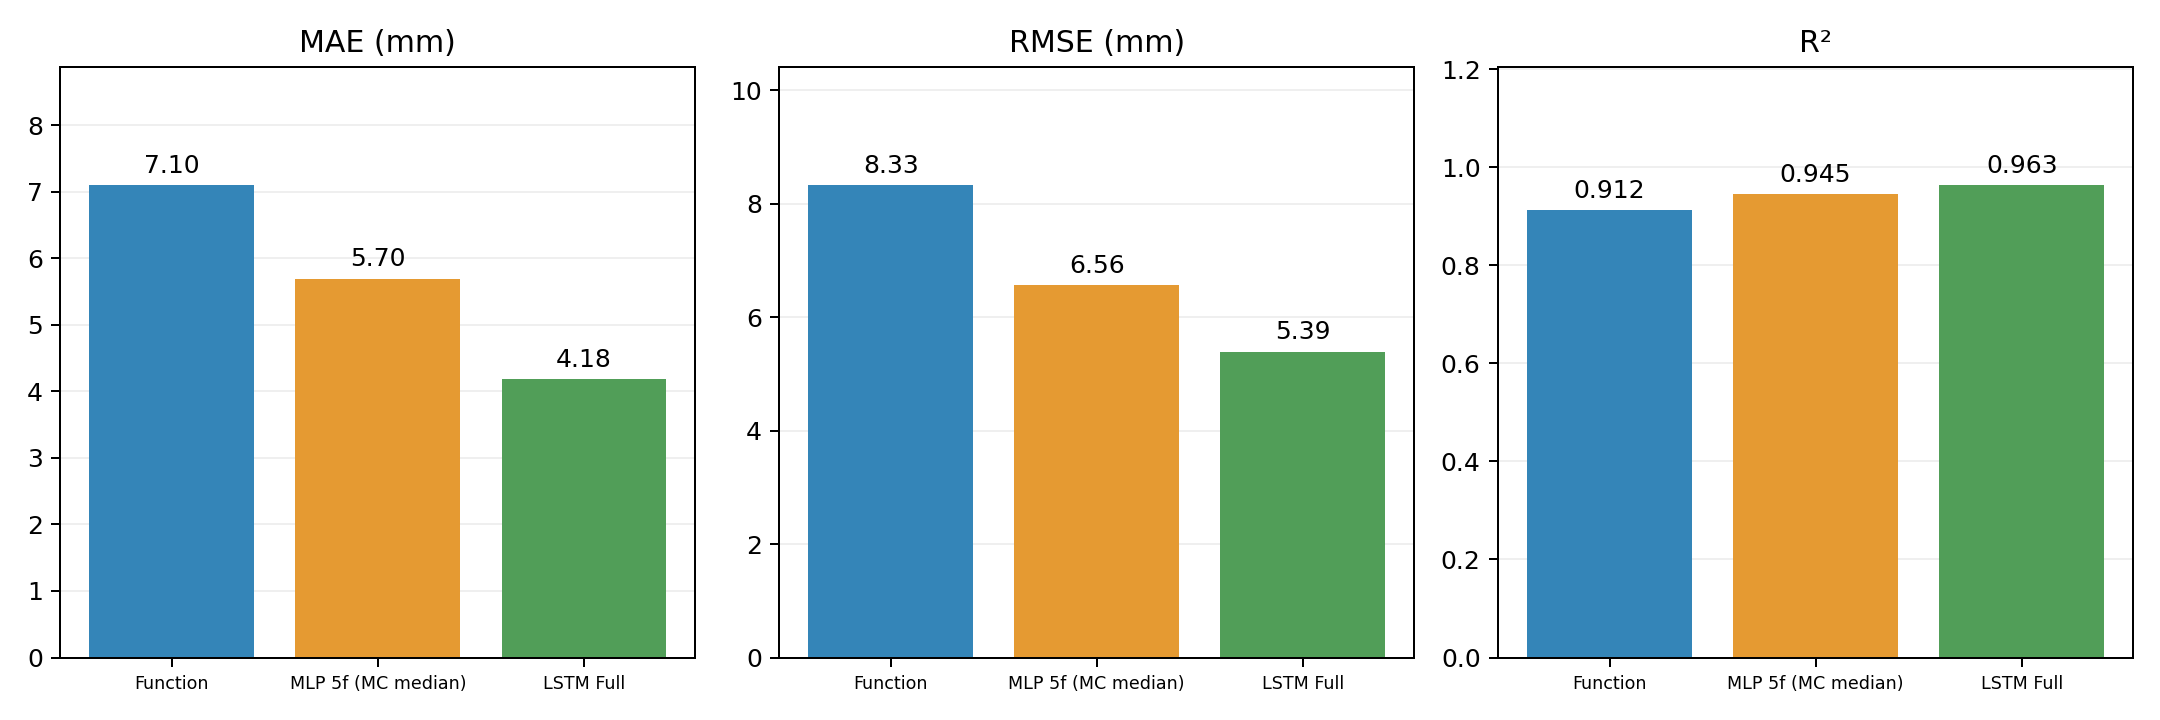 MAE (mm)
8
7
6
5
4
3
2
1
0
7.10
5.70
4.18
Function
MLP 5f (MC median)
LSTM Full
RMSE (mm)
10
8
6
4
2
0
8.33
6.56
5.39
Function
MLP 5f (MC median)
LSTM Full
R²
1.2
1.0
0.8
0.6
0.4
0.2
0.0
0.912
0.945
0.963
Function
MLP 5f (MC median)
LSTM Full